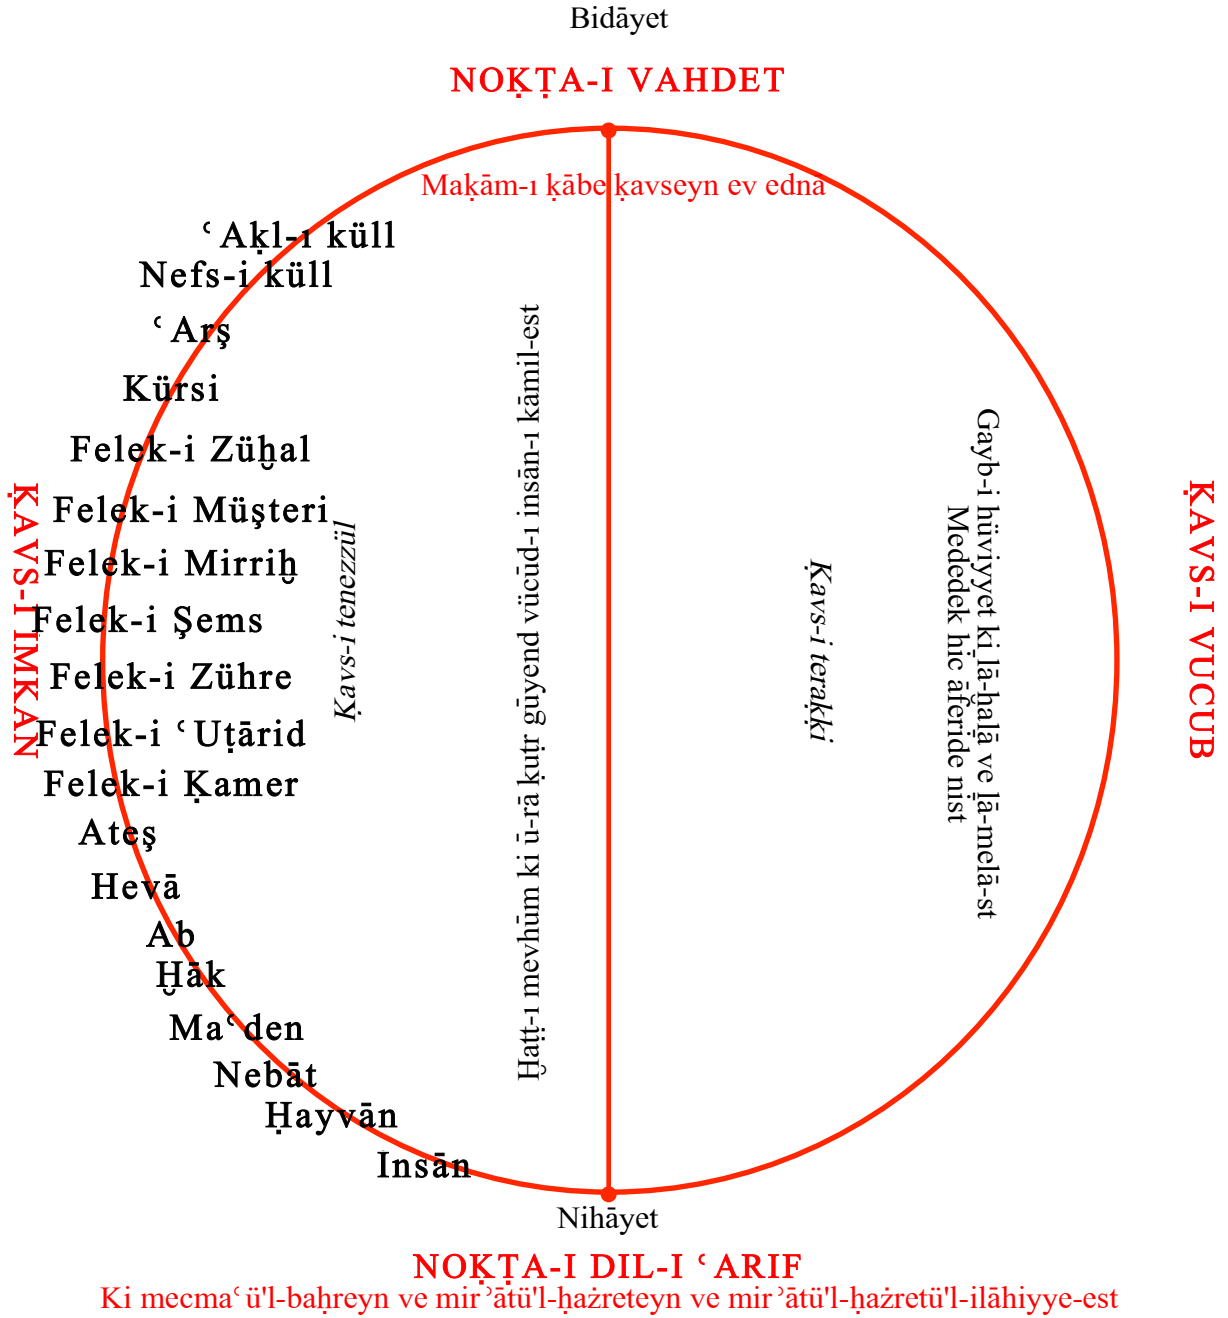 Bidāyet
NOḲṬA-I VAHDET
Maḳām-ı ḳābe ḳavseyn ev edna
ʿAḳl-ı küll
Nefs-i küll
ʿArş
Kürsi
Felek-i Züḫal
Felek-i Müşteri
Felek-i Mirriḫ
Felek-i Şems
Felek-i Zühre
Felek-i ʿUṭārid
Felek-i Ḳamer
Ateş
Hevā
Ab
Ḫāk
Maʿden
Nebāt
Ḥayvān
Insān
ḲAVS-I IMKAN
Ḳavs-i tenezzül
Ḫaṭṭ-ı mevhūm ki ū-rā ḳuṭr gūyend vücūd-ı insān-ı kāmil-est
Ḳavs-i teraḳḳi
Gayb-i hüviyyet ki lā-ḫalā ve lā-melā-st
Mededek hiç āferide nist
ḲAVS-I VUCUB
Nihāyet
NOḲṬA-I DIL-I ʿARIF
Ki mecmaʿü'l-baḥreyn ve mirʾātü'l-ḥażreteyn ve mirʾātü'l-ḥażretü'l-ilāhiyye-est